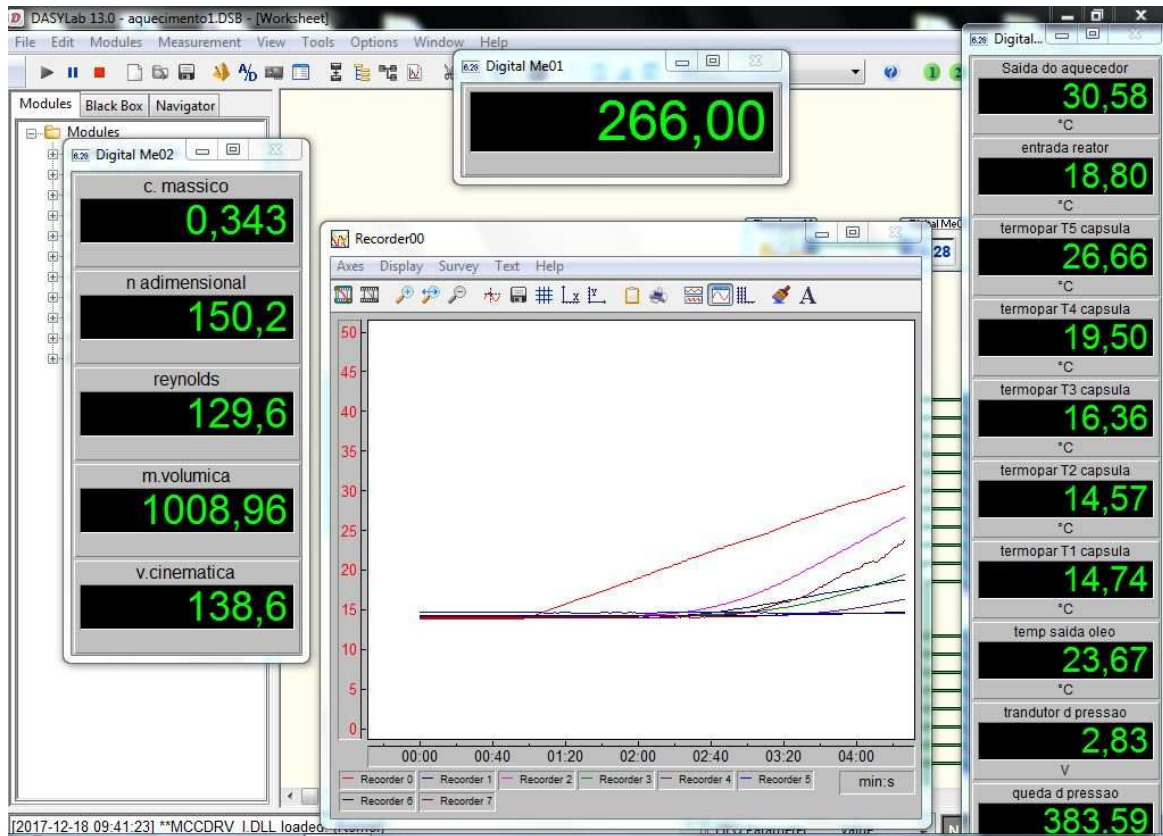 DASYLab 13.0 - aquecimento1.DSB - [Worksheet]
File Edit Modules Measurement View Tools Options Window Help
Modules Black Box Navigator
Modules
Digital Me01
266,00
Digital Me02
c. massico
0,343
n adimensional
150,2
reynolds
129,6
m.volumica
1008,96
v.cinematica
138,6
Recorder00
Axes Display Survey Text Help
50
45
40
35
30
25
20
15
10
5
0
00:00 00:40 01:20 02:00 02:40 03:20 04:00
Recorder 0 Recorder 1 Recorder 2 Recorder 3 Recorder 4 Recorder 5
min:s
Recorder 6 Recorder 7
28
Digital...
Saida do aquecedor
30,58
°C
entrada reator
18,80
°C
termopar T5 capsula
26,66
°C
termopar T4 capsula
19,50
°C
termopar T3 capsula
16,36
°C
termopar T2 capsula
14,57
°C
termopar T1 capsula
14,74
°C
temp saida oleo
23,67
°C
trandutor d pressao
2,83
V
queda d pressao
383,59
[2017-12-18 09:41:23] **MCCDRV_I.DLL loaded.